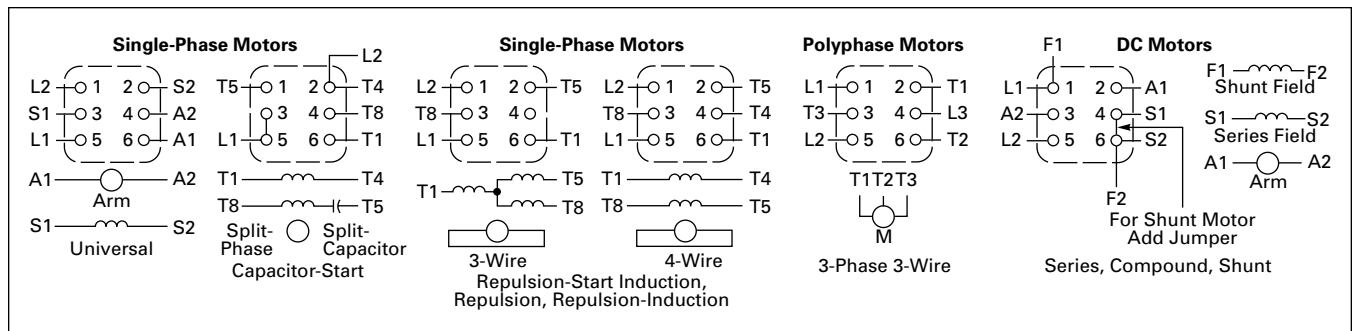 Single-Phase Motors
L2 1 2 S2
S1 3 4 A2
L1 5 6 A1
A1 A2
Arm
S1 S2
Universal
L2
T5 1 2 T4
3 4 T8
L1 5 6 T1
T1 T4
T8 T5
Split- Split-
Phase Capacitor
Capacitor-Start
Single-Phase Motors
L2 1 2 T5
T8 3 4
L1 5 6 T1
T1 T5
T8
3-Wire
L2 1 2 T5
T8 3 4 T4
L1 5 6 T1
T1 T4
T8 T5
4-Wire
Repulsion-Start Induction,
Repulsion, Repulsion-Induction
Polyphase Motors
L1 1 2 T1
T3 3 4 L3
L2 5 6 T2
T1 T2 T3
M
3-Phase 3-Wire
F1 DC Motors
L1 1 2 A1
A2 3 4 S1
L2 5 6 S2
F2
For Shunt Motor
Add Jumper
F1 F2
Shunt Field
S1 S2
Series Field
A1 A2
Arm
Series, Compound, Shunt